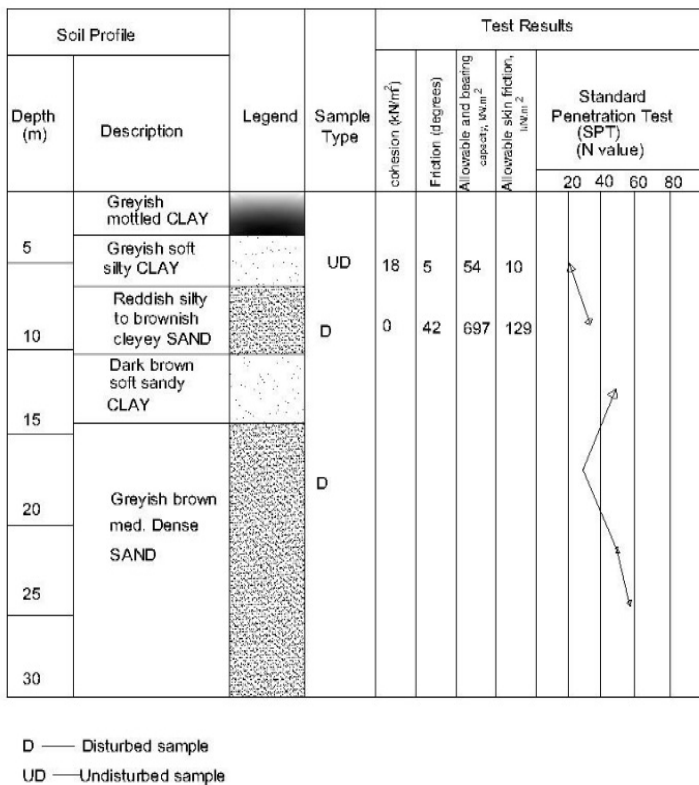 Soil Profile
Test Results
Depth
(m)
Description
Legend
Sample
Type
cohesion (kN/m²)
Friction (degrees)
Allowable and bearing
capacity, kN.m²
Allowable skin friction,
kN.m²
Standard
Penetration Test
(SPT)
(N value)
20 40 60 80
Greyish
mottled CLAY
5
Greyish soft
silty CLAY
UD 18 5 54 10
Reddish silty
to brownish
cleyey SAND
10
D 0 42 697 129
Dark brown
soft sandy
CLAY
15
D
20
Greyish brown
med. Dense
SAND
25
30
D — Disturbed sample
UD — Undisturbed sample